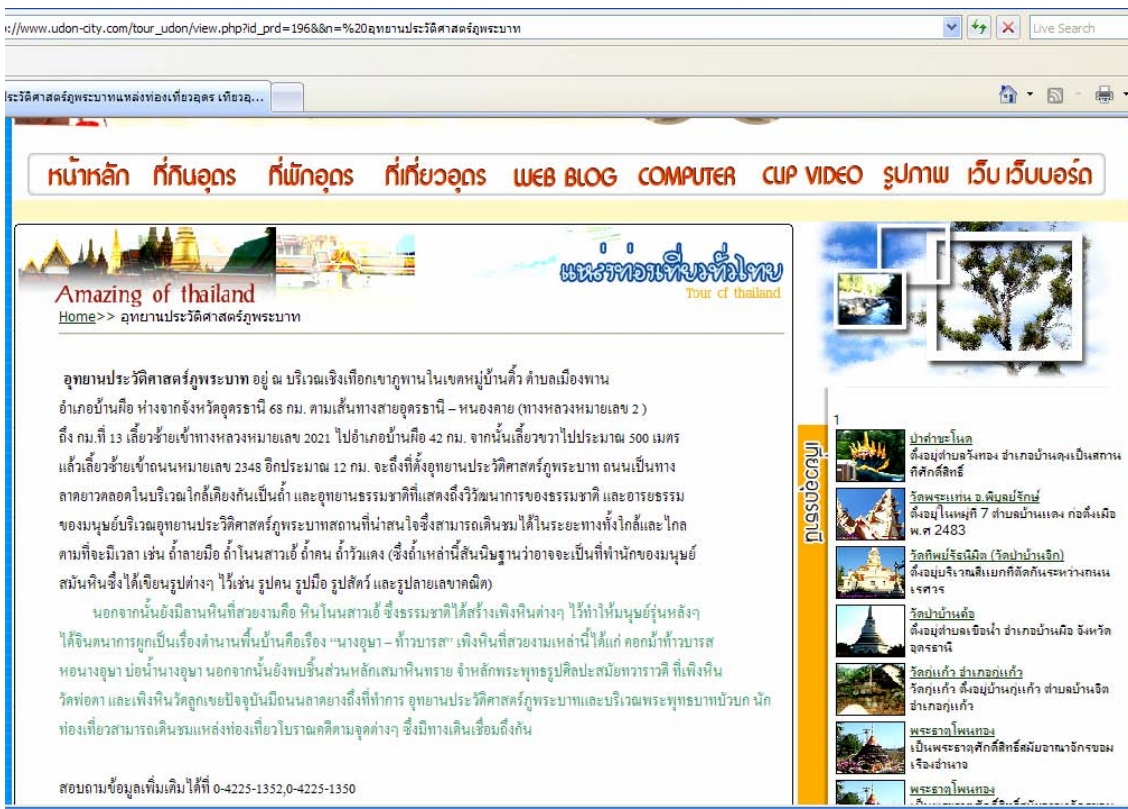 ://www.udon-city.com/tour_udon/view.php?id_prd=196&&n=%20อุทยานประวัติศาสตร์ภูพระบาท
Live Search
ประวัติศาสตร์ภูพระบาทแหล่งท่องเที่ยวอุดร เที่ยวอุ...
หน้าหลัก ที่กินอุดร ที่พักอุดร ที่เที่ยวอุดร WEB BLOG COMPUTER CLIP VIDEO รูปภาพ เว็บ เว็บบอร์ด
แหล่งท่องเที่ยวทั่วไทย
Amazing of thailand
Tour of thailand
Home>> อุทยานประวัติศาสตร์ภูพระบาท
อุทยานประวัติศาสตร์ภูพระบาท อยู่ ณ บริเวณเชิงเทือกเขาภูพานในเขตหมู่บ้านติ้ว ตำบลเมืองพาน
อำเภอบ้านผือ ห่างจากจังหวัดอุดรธานี 68 กม. ตามเส้นทางสายอุดรธานี – หนองคาย (ทางหลวงหมายเลข 2 )
ถึง กม.ที่ 13 เลี้ยวซ้ายเข้าทางหลวงหมายเลข 2021 ไปอำเภอบ้านผือ 42 กม. จากนั้นเลี้ยวขวาไปประมาณ 500 เมตร
แล้วเลี้ยวซ้ายเข้าถนนหมายเลข 2348 อีกประมาณ 12 กม. จะถึงที่ตั้งอุทยานประวัติศาสตร์ภูพระบาท ถนนเป็นทาง
ลาดยาวตลอดในบริเวณใกล้เคียงกันเป็นถ้ำ และอุทยานธรรมชาติที่แสดงถึงวิวัฒนาการของธรรมชาติ และอารยธรรม
ของมนุษย์บริเวณอุทยานประวัติศาสตร์ภูพระบาทสถานที่น่าสนใจซึ่งสามารถเดินชมได้ในระยะทางทั้งใกล้และไกล
ตามที่จะมีเวลา เช่น ถ้ำลายมือ ถ้ำโนนสาวเอ้ ถ้ำคน ถ้ำวัวแดง (ซึ่งถ้ำเหล่านี้สันนิษฐานว่าอาจจะเป็นที่พำนักของมนุษย์
สมันหินซึ่งได้เขียนรูปต่างๆ ไว้เช่น รูปคน รูปมือ รูปสัตว์ และรูปลายเลขาคณิต)
นอกจากนั้นยังมีลานหินที่สวยงามคือ หินโนนสาวเอ้ ซึ่งธรรมชาติได้สร้างเพิงหินต่างๆ ไว้ทำให้มนุษย์รุ่นหลังๆ
ได้จินตนาการผูกเป็นเรื่องตำนานพื้นบ้านคือเรื่อง “นางอุษา – ท้าวบารส” เพิงหินที่สวยงามเหล่านี้ได้แก่ คอกม้าท้าวบารส
หอนางอุษา บ่อน้ำนางอุษา นอกจากนั้นยังพบชิ้นส่วนหลักเสมาหินทราย จำหลักพระพุทธรูปศิลปะสมัยทวาราวดี ที่เพิงหิน
วัดพ่อตา และเพิงหินวัดลูกเขยปัจจุบันมีถนนลาดยางถึงที่ทำการ อุทยานประวัติศาสตร์ภูพระบาทและบริเวณพระพุทธบาทบัวบก นัก
ท่องเที่ยวสามารถเดินชมแหล่งท่องเที่ยวโบราณคดีตามจุดต่างๆ ซึ่งมีทางเดินเชื่อมถึงกัน
สอบถามข้อมูลเพิ่มเติมได้ที่ 0-4225-1352,0-4225-1350
เที่ยวอุดรธานี
1
ป่าคำชะโนด
ตั้งอยู่ตำบลวังทอง อำเภอบ้านดุงเป็นสถาน
ที่ศักดิ์สิทธิ์
วัดพระแท่น อ.พิบูลย์รักษ์
ตั้งอยู่ในหมู่ที่ 7 ตำบลบ้านแดง ก่อตั้งเมื่อ
พ.ศ 2483
วัดทิพย์รัธนิมิต (วัดป่าบ้านจิก)
ตั้งอยู่บริเวณสี่แยกที่ตัดกันระหว่างถนน
เรศวร
วัดป่าบ้านค้อ
ตั้งอยู่ตำบลเขือน้ำ อำเภอบ้านผือ จังหวัด
อุดรธานี
วัดกู่แก้ว อำเภอกู่แก้ว
วัดกู่แก้ว ตั้งอยู่บ้านกู่แก้ว ตำบลบ้านจีต
อำเภอกู่แก้ว
พระธาตุโพนทอง
เป็นพระธาตุศักดิ์สิทธิ์สมัยอาณาจักรขอม
เรืองอำนาจ
พระธาตุโพนทอง